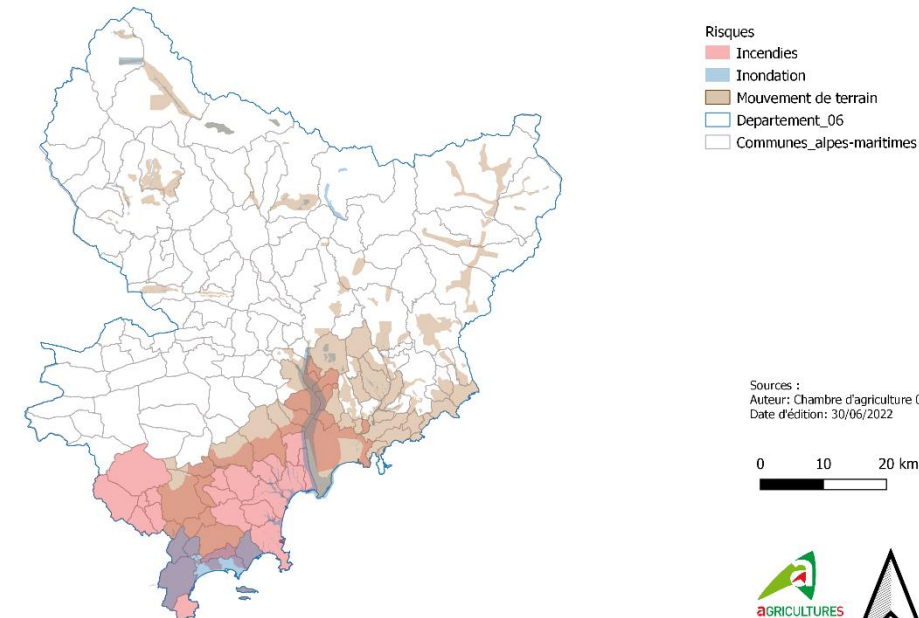 Risques
Incendies
Inondation
Mouvement de terrain
Departement_06
Communes_alpes-maritimes
Sources :
Auteur: Chambre d'agriculture
Date d'édition: 30/06/2022
0 10 20 km
aGRICULTURES